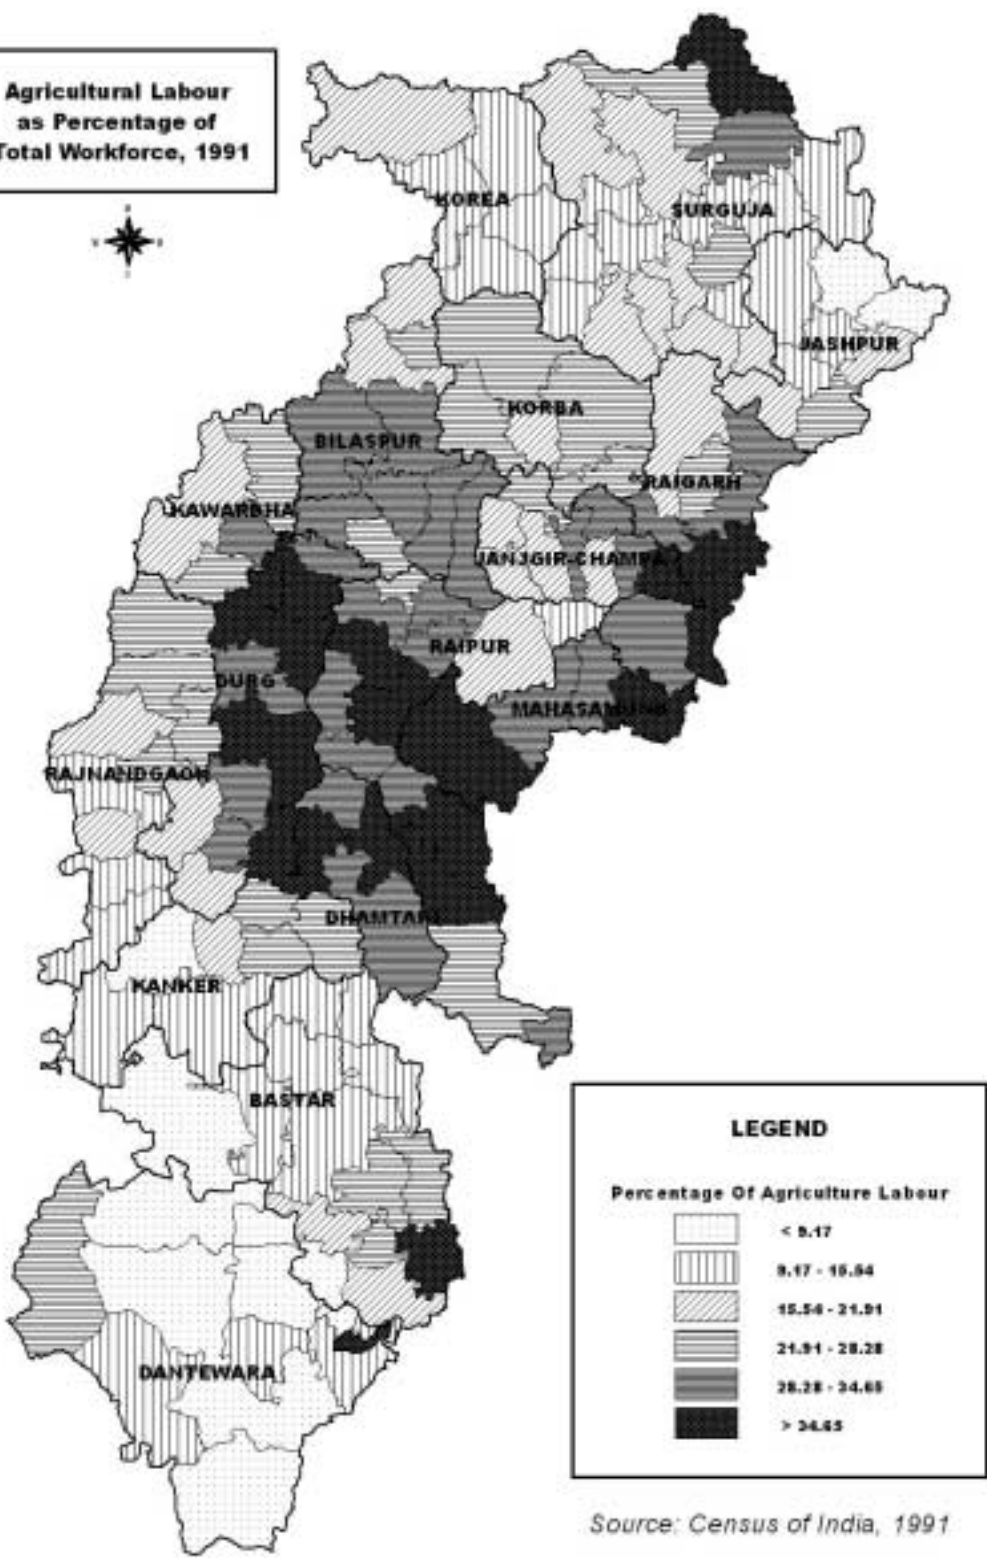 Agricultural Labour
as Percentage of
Total Workforce, 1991
KOREA
SURGUJA
JASHPUR
KORBA
BILASPUR
RAIGARH
KAWARDHA
JANJGIR-CHAMPA
RAIPUR
DURG
MAHASAMUND
RAJNANDGAON
DHAMTARI
KANKER
BASTAR
DANTEWARA
LEGEND
Percentage Of Agriculture Labour
< 9.17
9.17 - 15.54
15.54 - 21.91
21.91 - 28.28
28.28 - 34.65
> 34.65
Source: Census of India, 1991